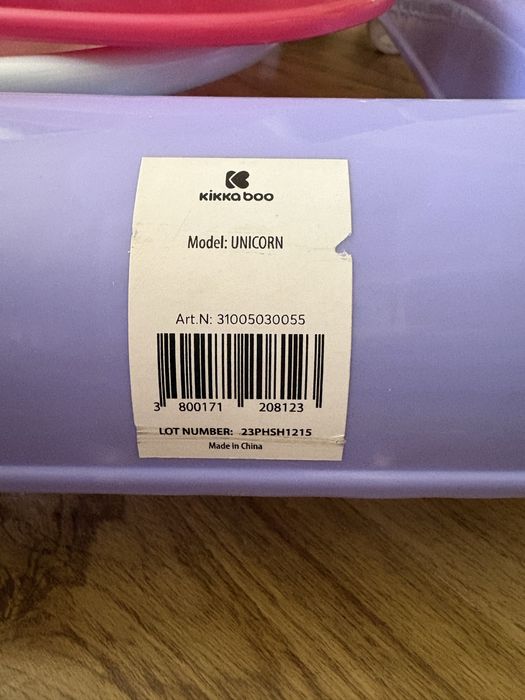 KIKKA BOO
Model: UNICORN
Art.N: 31005030055
3 800171 208123
LOT NUMBER: 23PHSH1215
Made in China